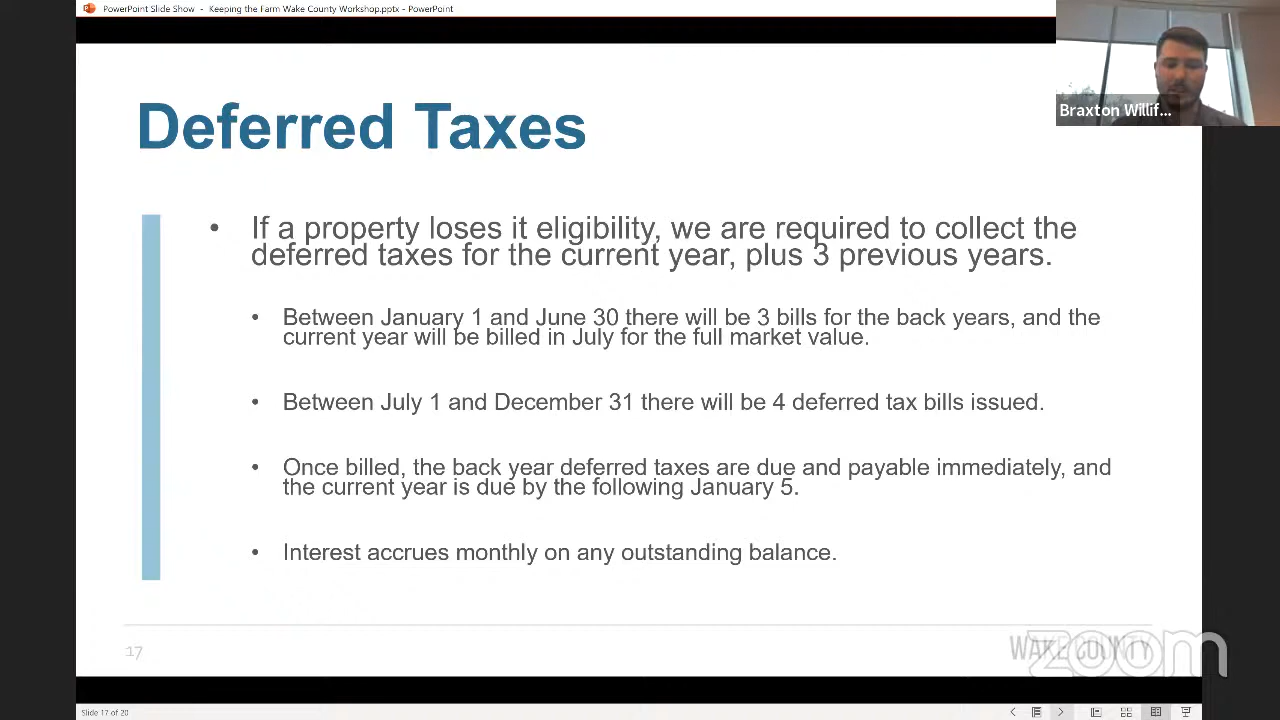 PowerPoint Slide Show - Keeping the Farm Wake County Workshop.pptx - PowerPoint
Braxton Willif...
Deferred Taxes
• If a property loses it eligibility, we are required to collect the
deferred taxes for the current year, plus 3 previous years.
• Between January 1 and June 30 there will be 3 bills for the back years, and the
current year will be billed in July for the full market value.
• Between July 1 and December 31 there will be 4 deferred tax bills issued.
• Once billed, the back year deferred taxes are due and payable immediately, and
the current year is due by the following January 5.
• Interest accrues monthly on any outstanding balance.
17
WAKE COUNTY
zoom
Slide 17 of 20